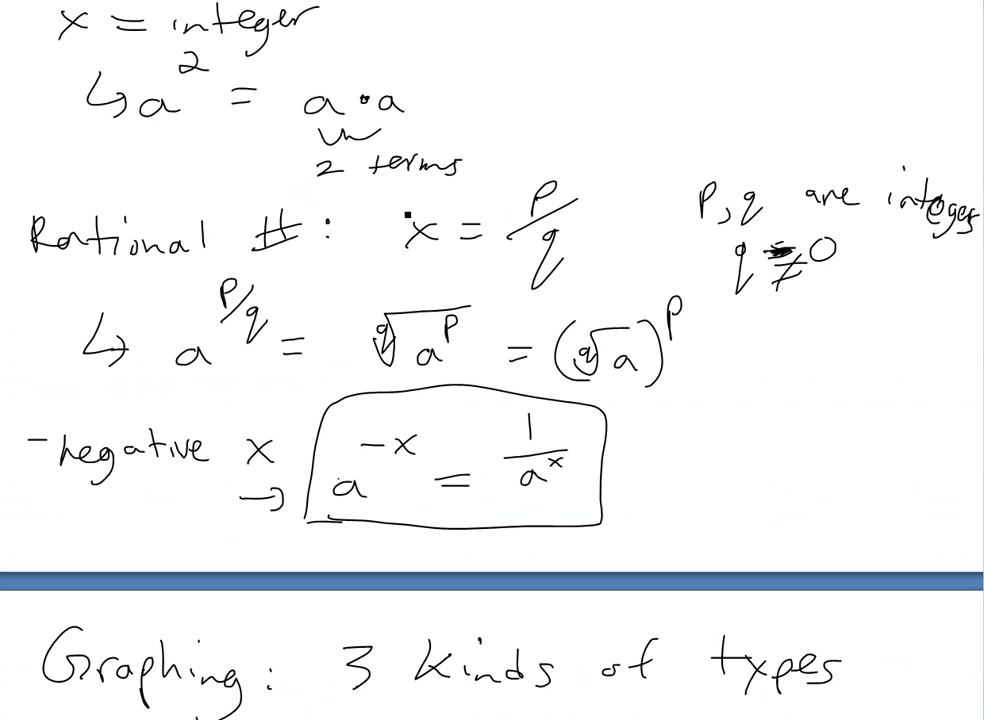 x = integer
↳ a² = a · a
2 terms
Rational #: x = p/q p, q are integers
q ≠ 0
↳ a^(p/q) = ᑫ√(a^p) = (ᑫ√a)^p
- negative x → a^(-x) = 1/a^x
Graphing: 3 kinds of types